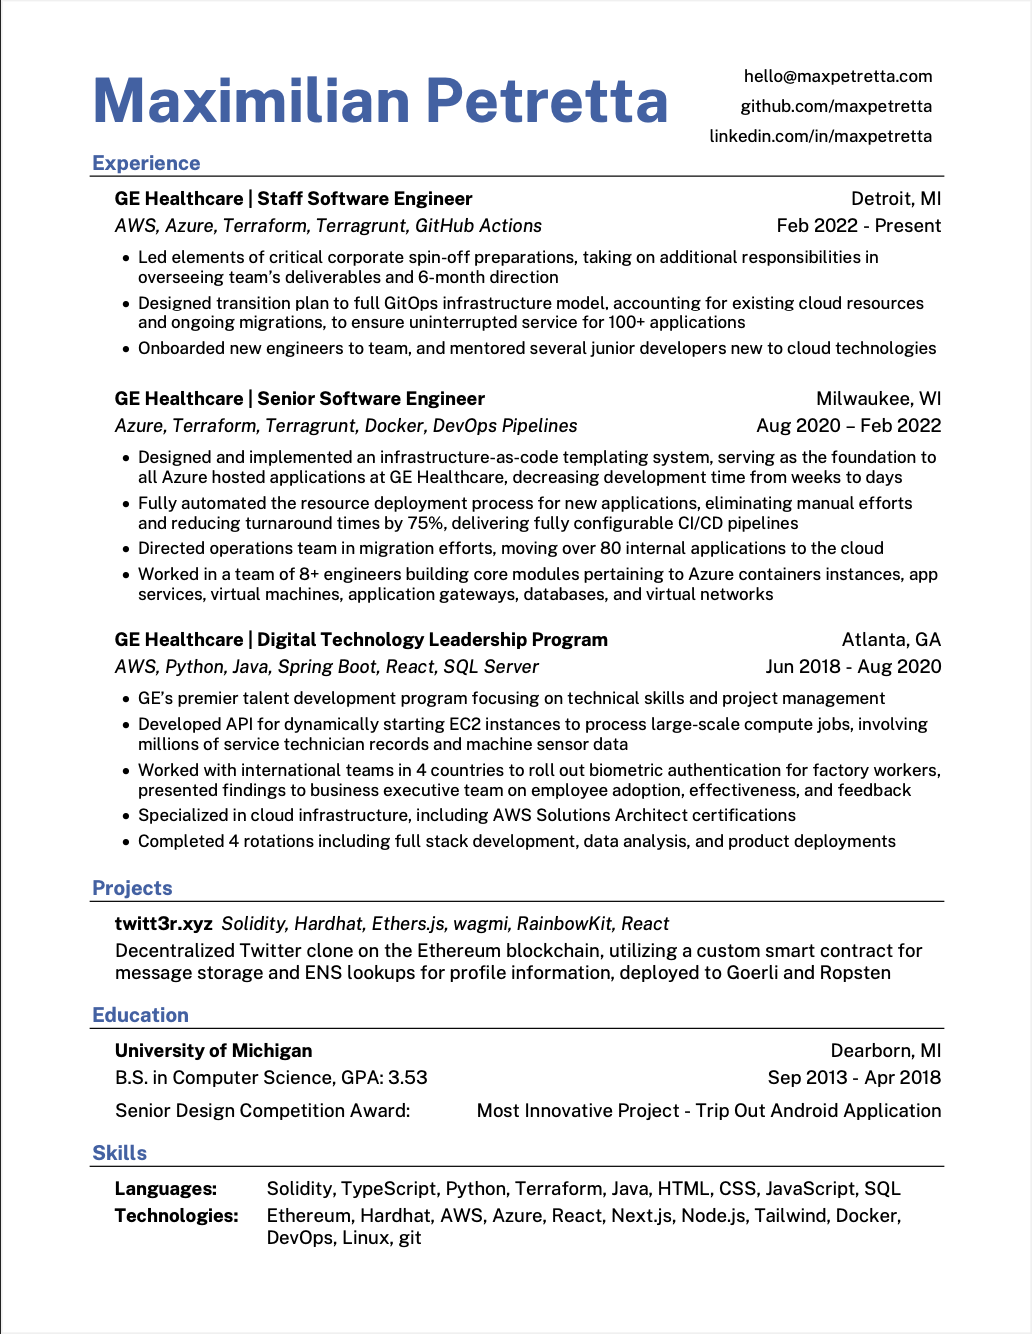 Maximilian Petretta
hello@maxpetretta.com
github.com/maxpetretta
linkedin.com/in/maxpetretta
Experience
GE Healthcare | Staff Software Engineer Detroit, MI
AWS, Azure, Terraform, Terragrunt, GitHub Actions Feb 2022 - Present
• Led elements of critical corporate spin-off preparations, taking on additional responsibilities in
overseeing team’s deliverables and 6-month direction
• Designed transition plan to full GitOps infrastructure model, accounting for existing cloud resources
and ongoing migrations, to ensure uninterrupted service for 100+ applications
• Onboarded new engineers to team, and mentored several junior developers new to cloud technologies
GE Healthcare | Senior Software Engineer Milwaukee, WI
Azure, Terraform, Terragrunt, Docker, DevOps Pipelines Aug 2020 – Feb 2022
• Designed and implemented an infrastructure-as-code templating system, serving as the foundation to
all Azure hosted applications at GE Healthcare, decreasing development time from weeks to days
• Fully automated the resource deployment process for new applications, eliminating manual efforts
and reducing turnaround times by 75%, delivering fully configurable CI/CD pipelines
• Directed operations team in migration efforts, moving over 80 internal applications to the cloud
• Worked in a team of 8+ engineers building core modules pertaining to Azure containers instances, app
services, virtual machines, application gateways, databases, and virtual networks
GE Healthcare | Digital Technology Leadership Program Atlanta, GA
AWS, Python, Java, Spring Boot, React, SQL Server Jun 2018 - Aug 2020
• GE’s premier talent development program focusing on technical skills and project management
• Developed API for dynamically starting EC2 instances to process large-scale compute jobs, involving
millions of service technician records and machine sensor data
• Worked with international teams in 4 countries to roll out biometric authentication for factory workers,
presented findings to business executive team on employee adoption, effectiveness, and feedback
• Specialized in cloud infrastructure, including AWS Solutions Architect certifications
• Completed 4 rotations including full stack development, data analysis, and product deployments
Projects
twitt3r.xyz Solidity, Hardhat, Ethers.js, wagmi, RainbowKit, React
Decentralized Twitter clone on the Ethereum blockchain, utilizing a custom smart contract for
message storage and ENS lookups for profile information, deployed to Goerli and Ropsten
Education
University of Michigan Dearborn, MI
B.S. in Computer Science, GPA: 3.53 Sep 2013 - Apr 2018
Senior Design Competition Award: Most Innovative Project - Trip Out Android Application
Skills
Languages: Solidity, TypeScript, Python, Terraform, Java, HTML, CSS, JavaScript, SQL
Technologies: Ethereum, Hardhat, AWS, Azure, React, Next.js, Node.js, Tailwind, Docker,
DevOps, Linux, git